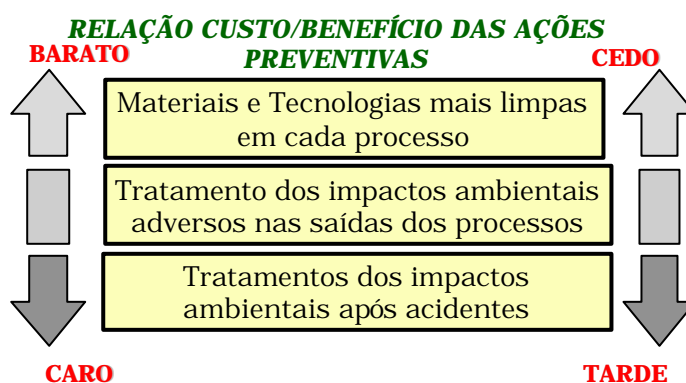 RELAÇÃO CUSTO/BENEFÍCIO DAS AÇÕES
PREVENTIVAS
BARATO
CEDO
Materiais e Tecnologias mais limpas
em cada processo
Tratamento dos impactos ambientais
adversos nas saídas dos processos
Tratamentos dos impactos
ambientais após acidentes
CARO
TARDE